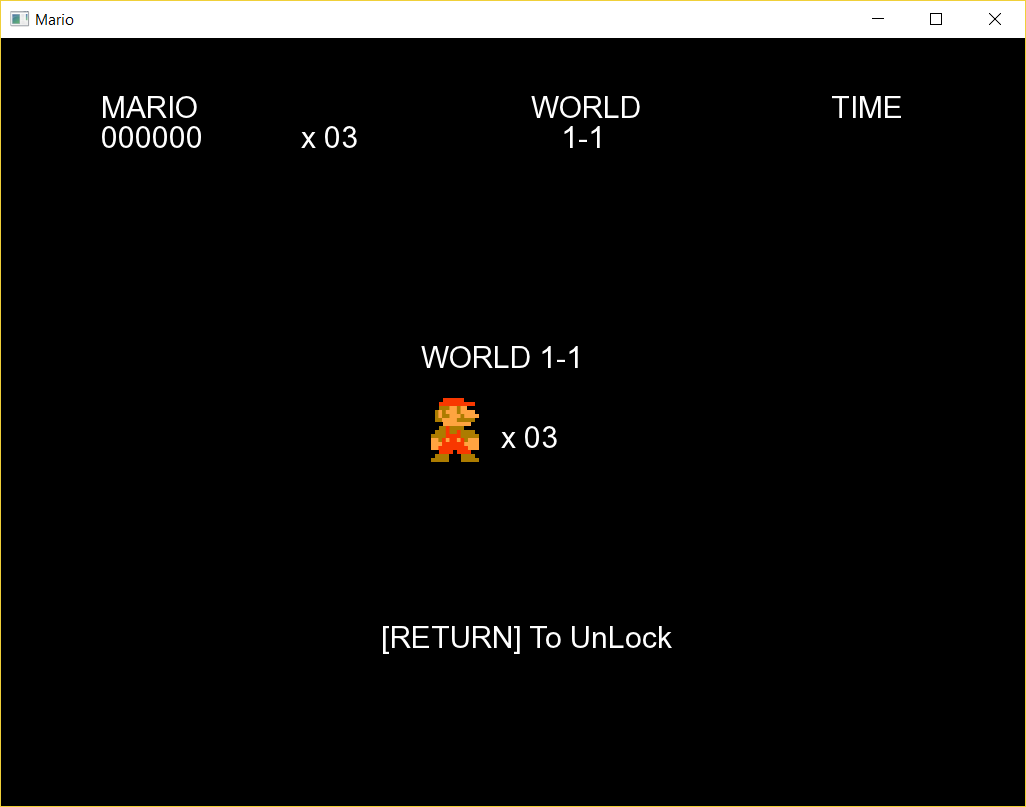 Mario
MARIO WORLD TIME
000000 x 03 1-1
WORLD 1-1
x 03
[RETURN] To UnLock